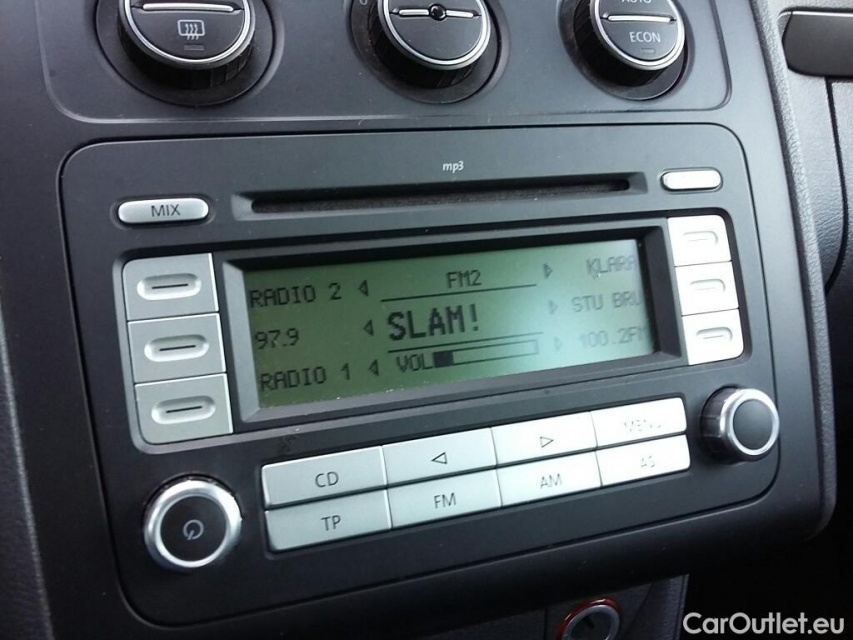 AUTO
ECON
mp3
MIX
RADIO 2 FM2 KLARA
97.9 SLAM! STU BRU
RADIO 1 VOL 100.2FM
CD MENU
TP FM AM AS
CarOutlet.eu